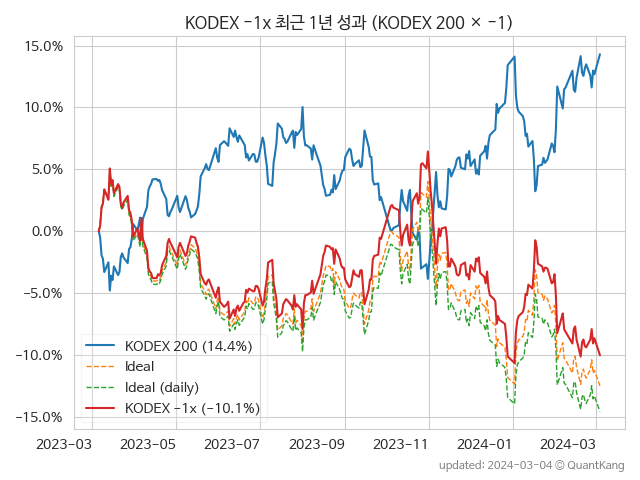 KODEX -1x 최근 1년 성과 (KODEX 200 × -1)
15.0%
10.0%
5.0%
0.0%
-5.0%
-10.0%
-15.0%
KODEX 200 (14.4%)
Ideal
Ideal (daily)
KODEX -1x (-10.1%)
2023-03 2023-05 2023-07 2023-09 2023-11 2024-01 2024-03
updated: 2024-03-04 © QuantKang